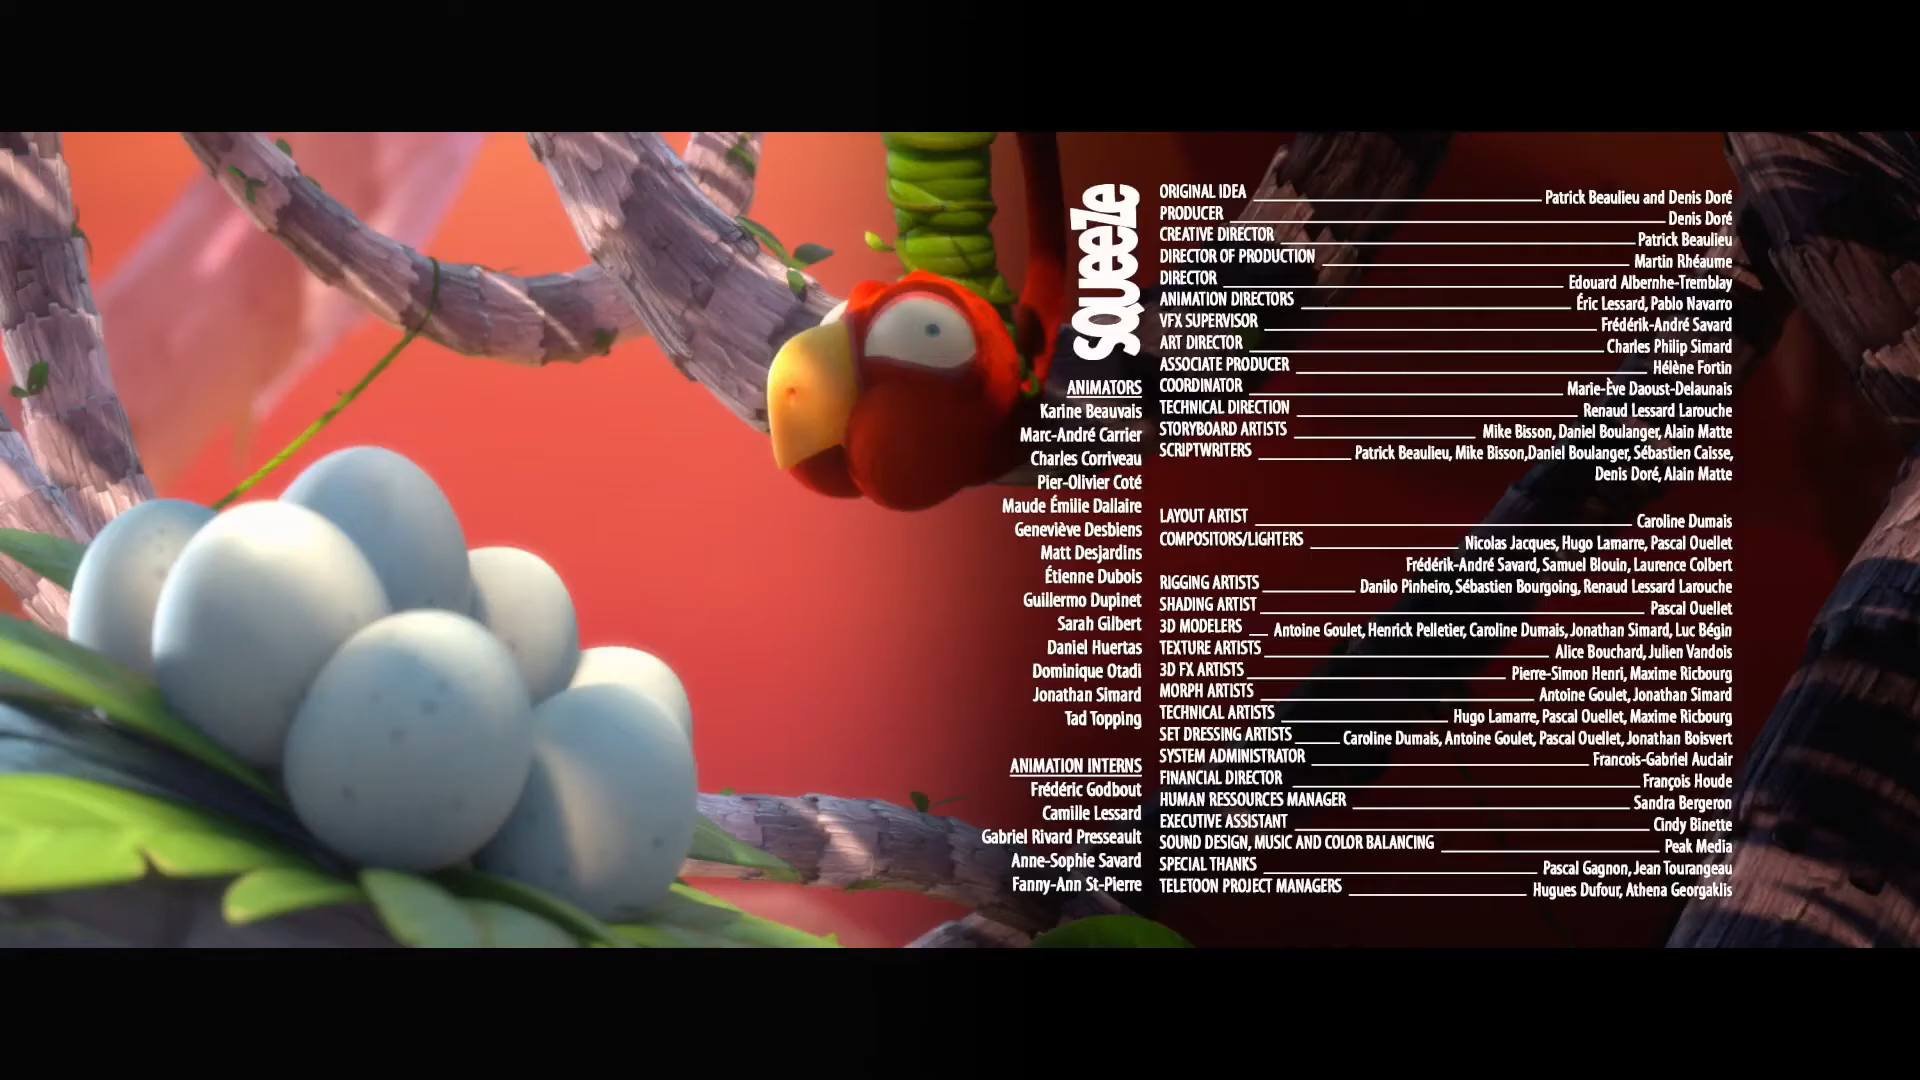 squeeze
ANIMATORS
Karine Beauvais
Marc-André Carrier
Charles Corriveau
Pier-Olivier Coté
Maude Émilie Dallaire
Geneviève Desbiens
Matt Desjardins
Étienne Dubois
Guillermo Dupinet
Sarah Gilbert
Daniel Huertas
Dominique Otadi
Jonathan Simard
Tad Topping
ANIMATION INTERNS
Frédéric Godbout
Camille Lessard
Gabriel Rivard Presseault
Anne-Sophie Savard
Fanny-Ann St-Pierre
ORIGINAL IDEA Patrick Beaulieu and Denis Doré
PRODUCER Denis Doré
CREATIVE DIRECTOR Patrick Beaulieu
DIRECTOR OF PRODUCTION Martin Rhéaume
DIRECTOR Edouard Albernhe-Tremblay
ANIMATION DIRECTORS Éric Lessard, Pablo Navarro
VFX SUPERVISOR Frédérik-André Savard
ART DIRECTOR Charles Philip Simard
ASSOCIATE PRODUCER Hélène Fortin
COORDINATOR Marie-Ève Daoust-Delaunais
TECHNICAL DIRECTION Renaud Lessard Larouche
STORYBOARD ARTISTS Mike Bisson, Daniel Boulanger, Alain Matte
SCRIPTWRITERS Patrick Beaulieu, Mike Bisson,Daniel Boulanger, Sébastien Caisse,
Denis Doré, Alain Matte
LAYOUT ARTIST Caroline Dumais
COMPOSITORS/LIGHTERS Nicolas Jacques, Hugo Lamarre, Pascal Ouellet
Frédérik-André Savard, Samuel Blouin, Laurence Colbert
RIGGING ARTISTS Danilo Pinheiro, Sébastien Bourgoing, Renaud Lessard Larouche
SHADING ARTIST Pascal Ouellet
3D MODELERS Antoine Goulet, Henrick Pelletier, Caroline Dumais, Jonathan Simard, Luc Bégin
TEXTURE ARTISTS Alice Bouchard, Julien Vandois
3D FX ARTISTS Pierre-Simon Henri, Maxime Ricbourg
MORPH ARTISTS Antoine Goulet, Jonathan Simard
TECHNICAL ARTISTS Hugo Lamarre, Pascal Ouellet, Maxime Ricbourg
SET DRESSING ARTISTS Caroline Dumais, Antoine Goulet, Pascal Ouellet, Jonathan Boisvert
SYSTEM ADMINISTRATOR Francois-Gabriel Auclair
FINANCIAL DIRECTOR François Houde
HUMAN RESSOURCES MANAGER Sandra Bergeron
EXECUTIVE ASSISTANT Cindy Binette
SOUND DESIGN, MUSIC AND COLOR BALANCING Peak Media
SPECIAL THANKS Pascal Gagnon, Jean Tourangeau
TELETOON PROJECT MANAGERS Hugues Dufour, Athena Georgaklis